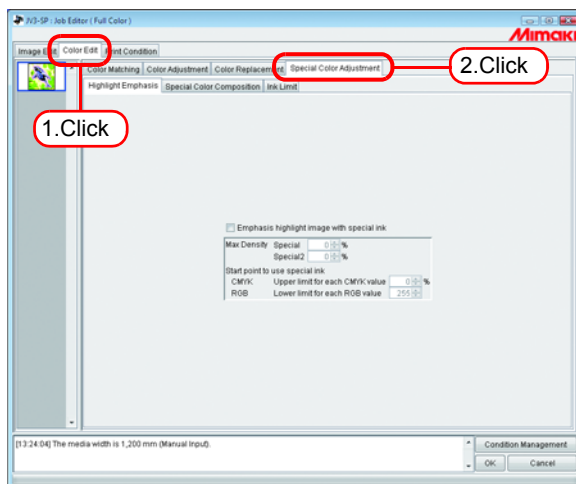 JV3-SP : Job Editor ( Full Color )
Mimaki
Image Edit Color Edit Print Condition
Color Matching Color Adjustment Color Replacement Special Color Adjustment
2.Click
Highlight Emphasis Special Color Composition Ink Limit
1.Click
Emphasis highlight image with special ink
Max Density Special 0 %
Special2 0 %
Start point to use special ink
CMYK Upper limit for each CMYK value 0 %
RGB Lower limit for each RGB value 255
[13:24:04] The media width is 1,200 mm (Manual Input).
Condition Management
OK Cancel